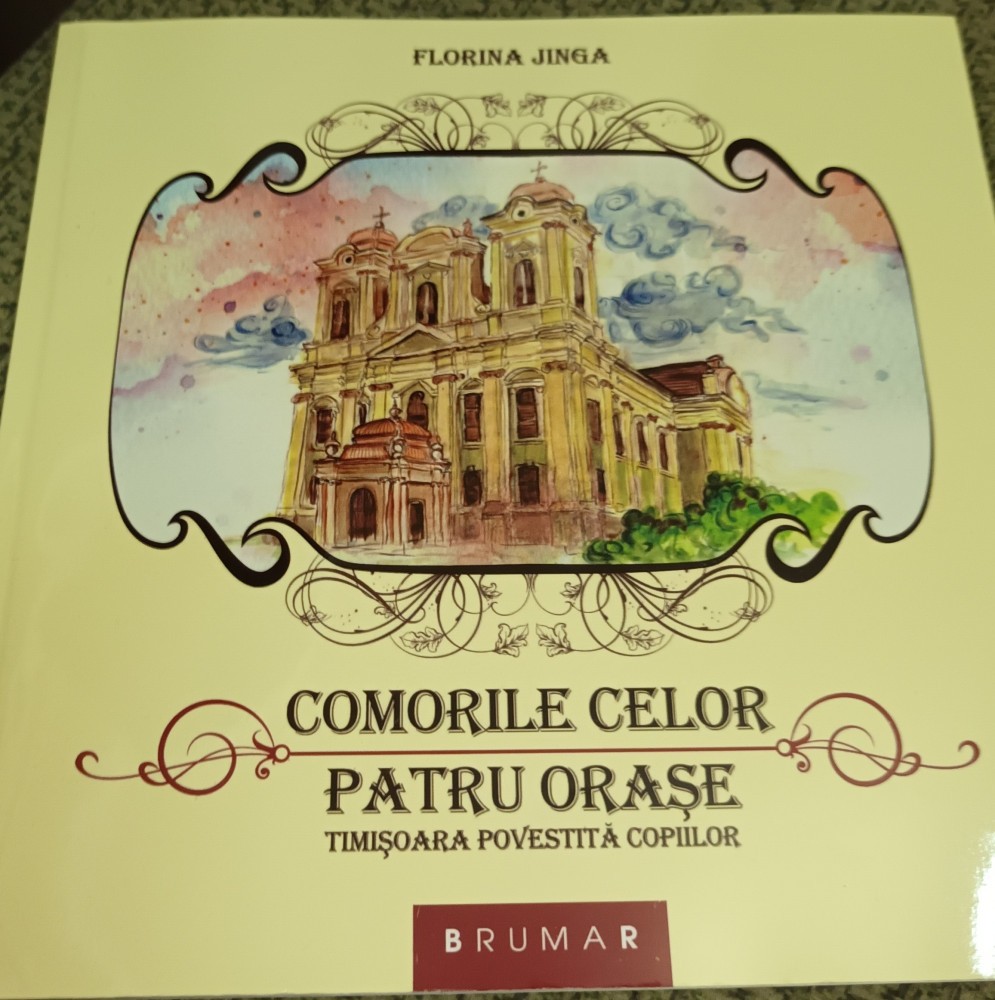 FLORINA JINGA
COMORILE CELOR
PATRU ORAȘE
TIMIȘOARA POVESTITĂ COPIILOR
BRUMAR